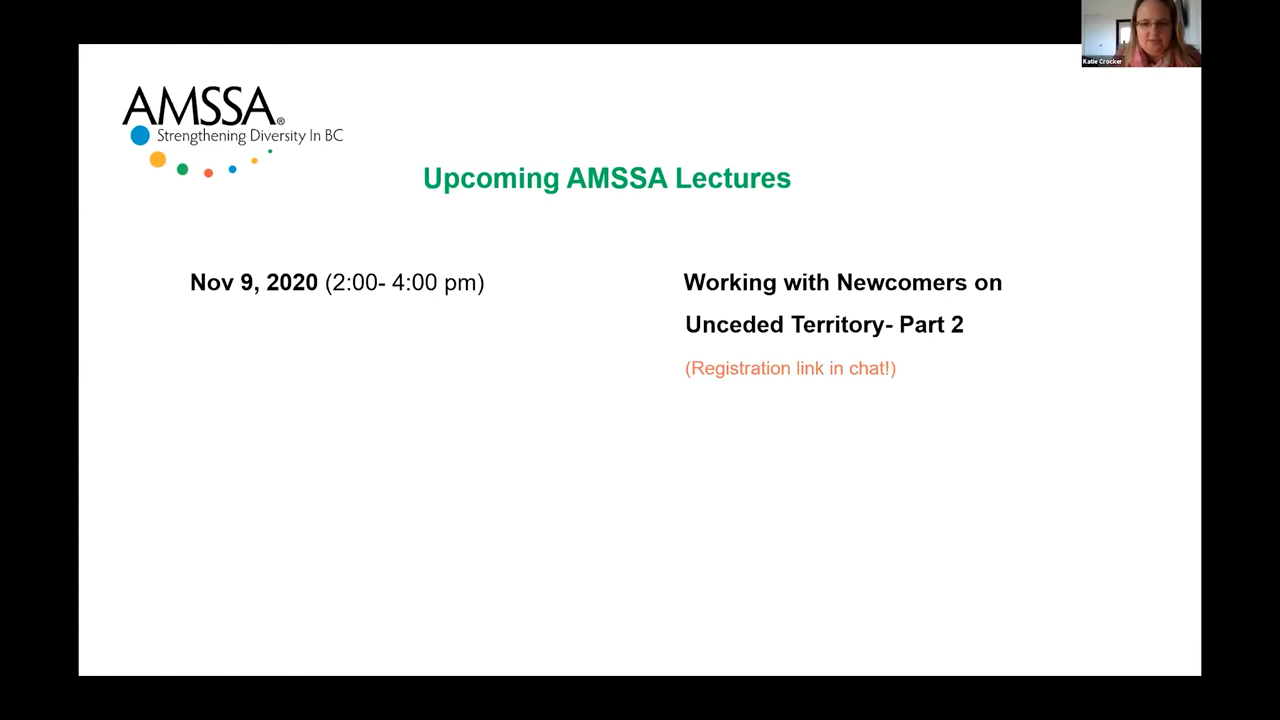 Katie Crocker
AMSSA®
Strengthening Diversity In BC
Upcoming AMSSA Lectures
Nov 9, 2020 (2:00- 4:00 pm)
Working with Newcomers on
Unceded Territory- Part 2
(Registration link in chat!)